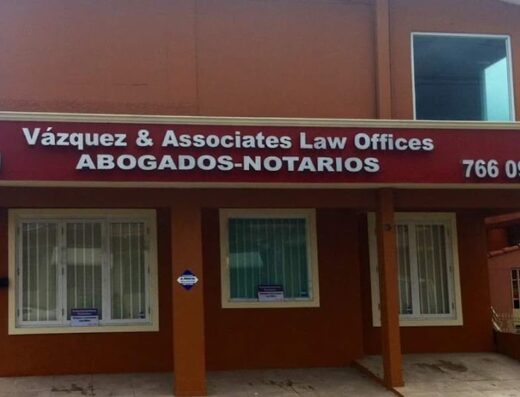 Vázquez & Associates Law Offices
ABOGADOS-NOTARIOS
766 09